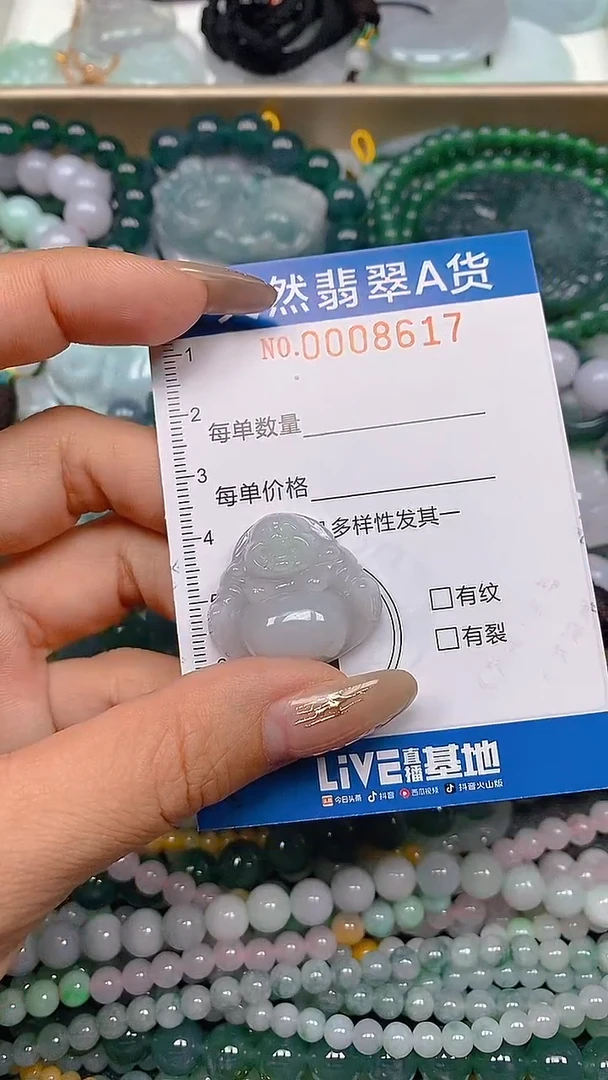 然翡翠A货
NO.0008617
1
2
每单数量
3
每单价格
4
多样性发其一
□有纹
□有裂
LiVE直播基地
今日头条 抖音 西瓜视频 抖音火山版